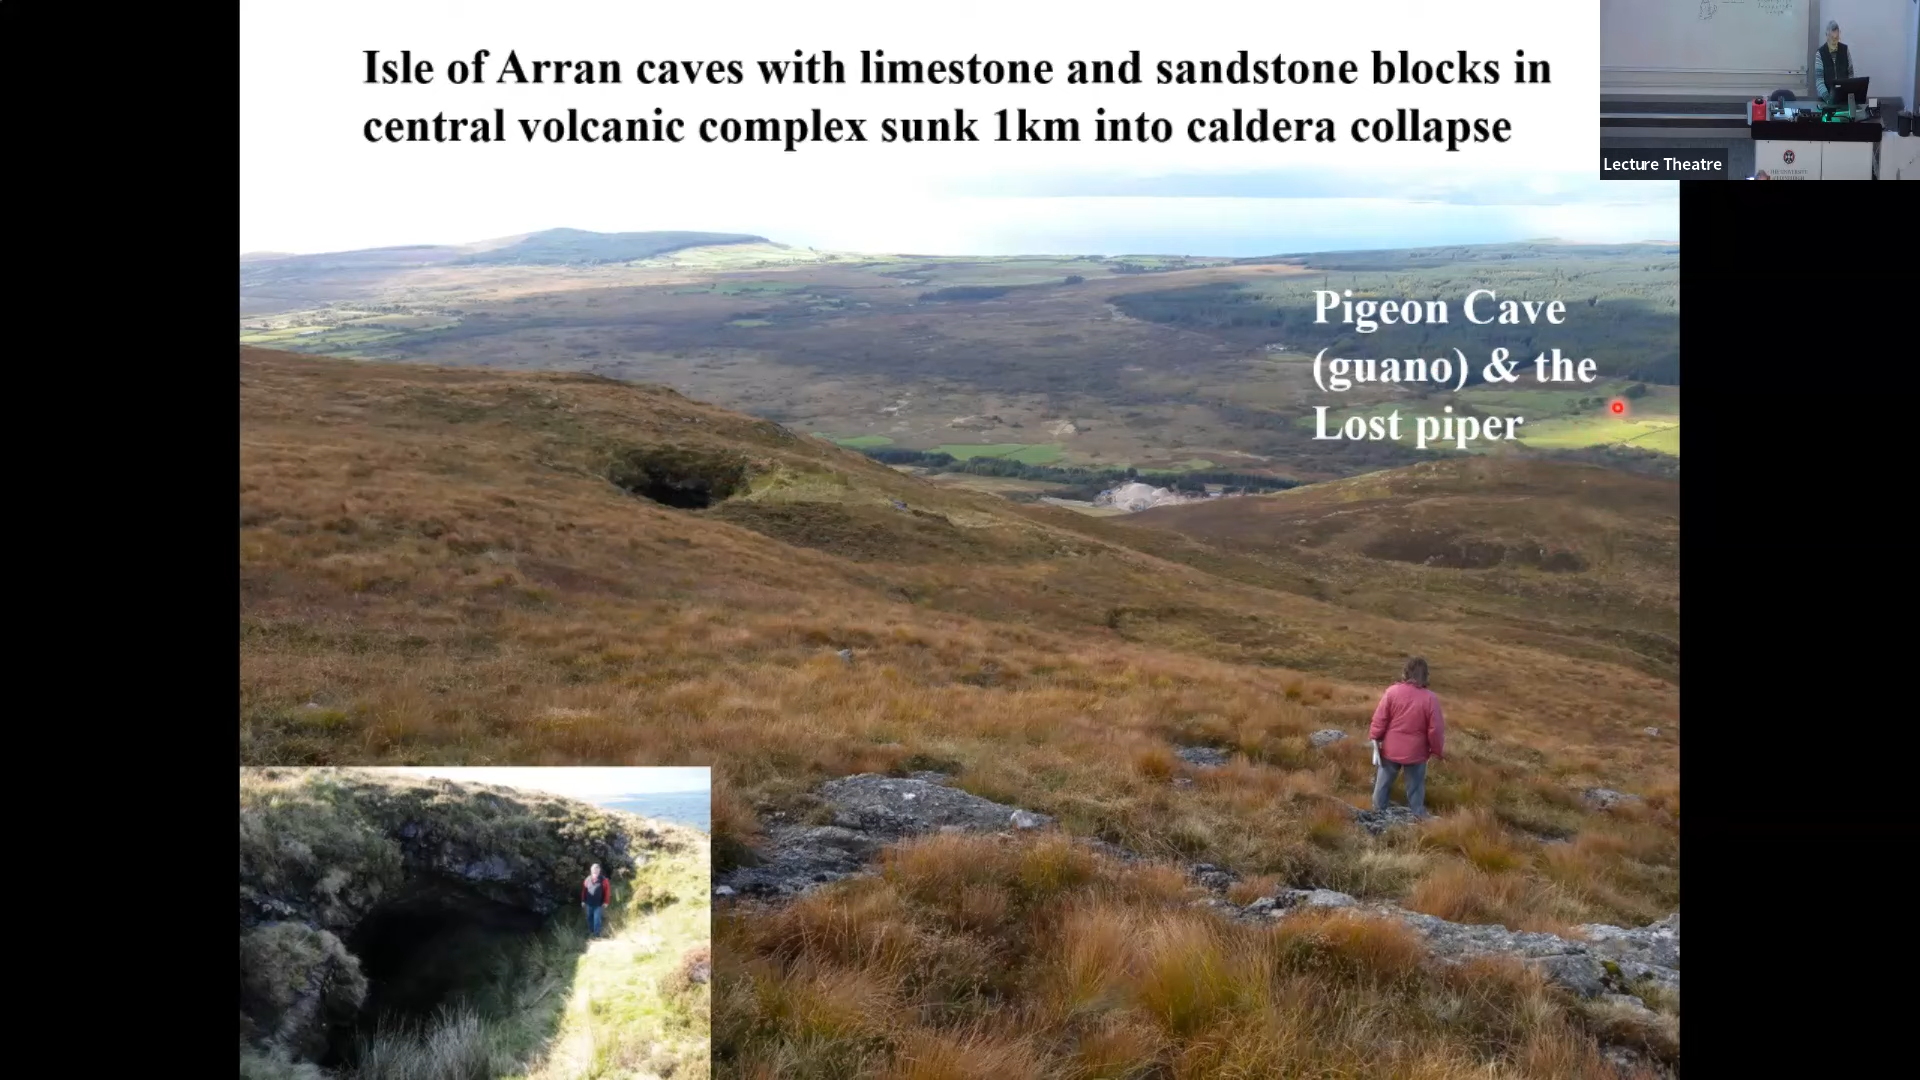 Isle of Arran caves with limestone and sandstone blocks in
central volcanic complex sunk 1km into caldera collapse
Lecture Theatre
Pigeon Cave
(guano) & the
Lost piper